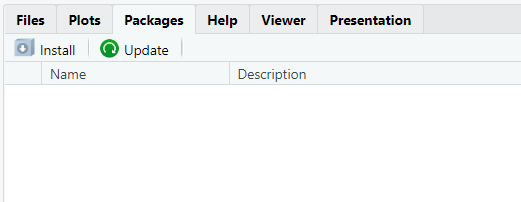 Files Plots Packages Help Viewer Presentation
Install Update
Name Description